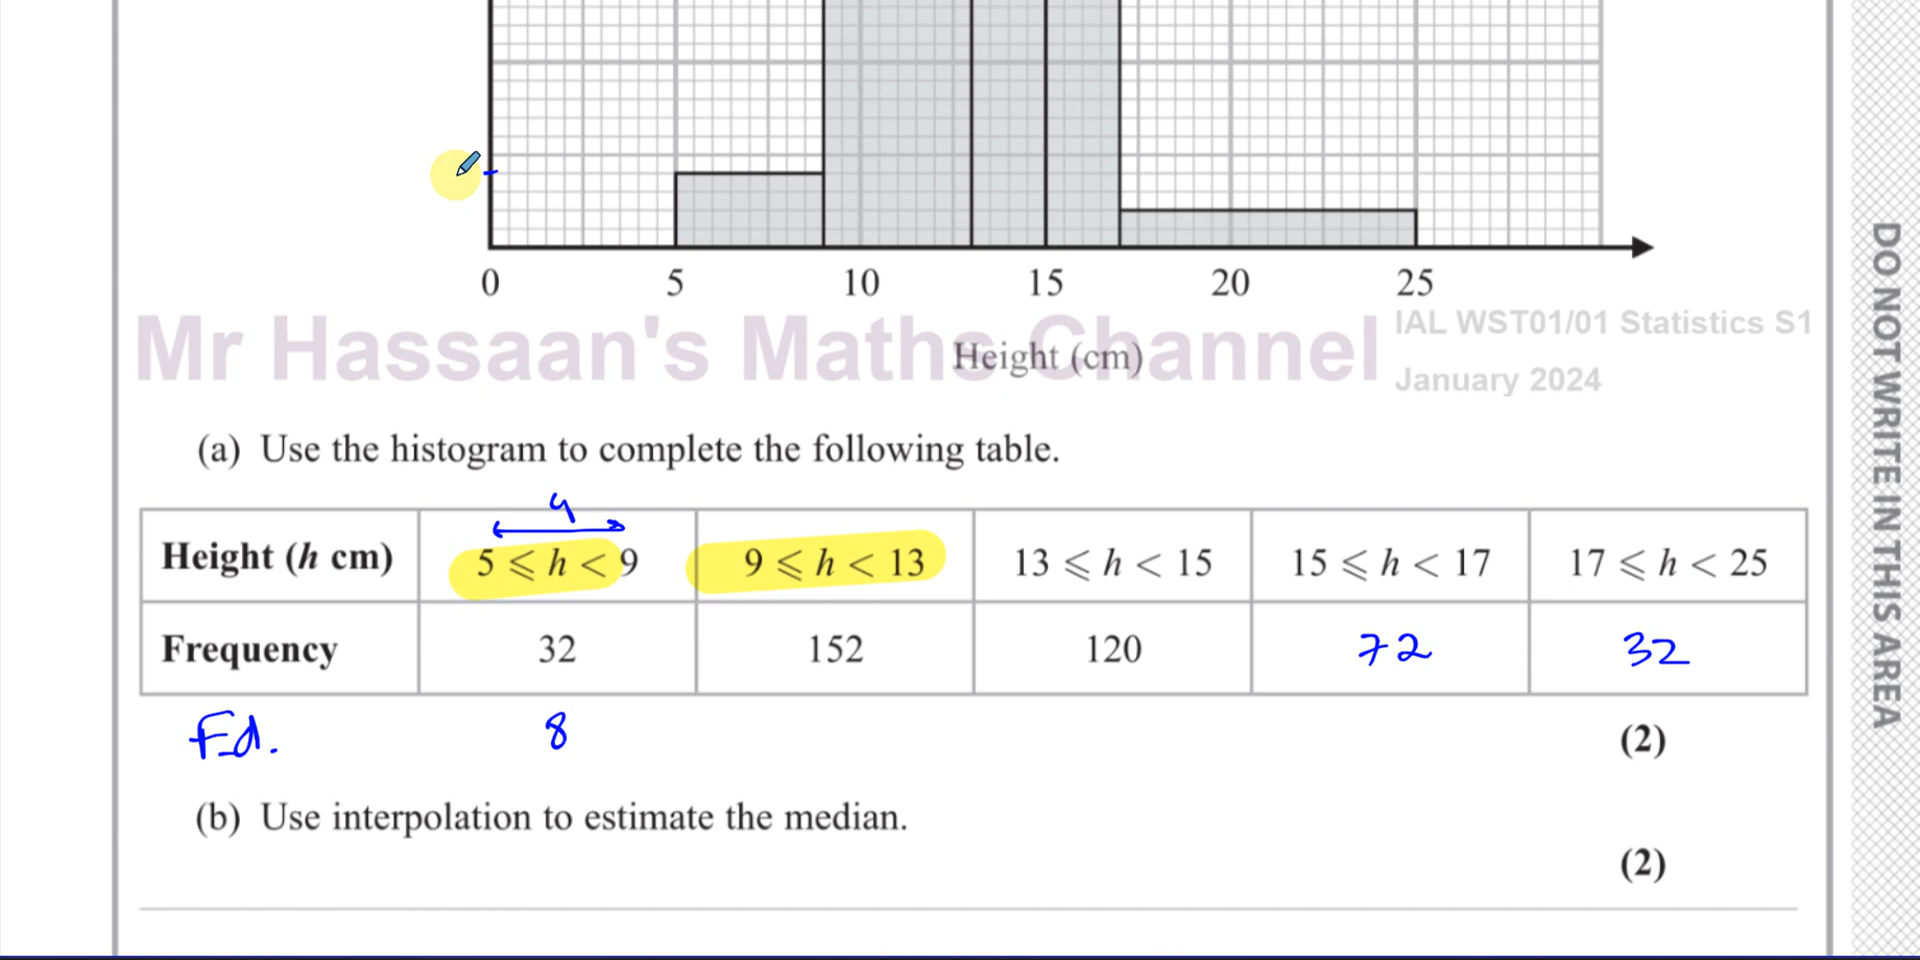 0 5 10 15 20 25
Mr Hassaan's Maths Channel
IAL WST01/01 Statistics S1
Height (cm)
January 2024
(a) Use the histogram to complete the following table.
4
Height (h cm) 5 ⩽ h < 9 9 ⩽ h < 13 13 ⩽ h < 15 15 ⩽ h < 17 17 ⩽ h < 25
Frequency 32 152 120 72 32
F.d. 8
(2)
(b) Use interpolation to estimate the median.
(2)
DO NOT WRITE IN THIS AREA